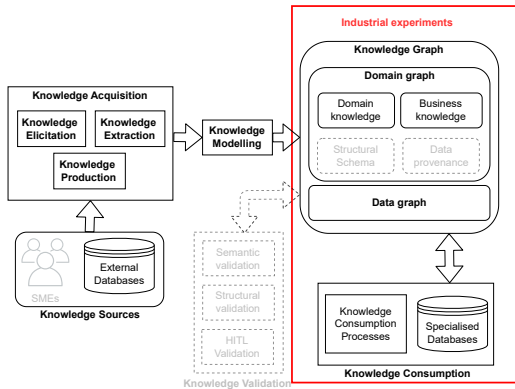 Industrial experiments
Knowledge Graph
Domain graph
Domain
knowledge
Business
knowledge
Structural
Schema
Data
provenance
Data graph
Knowledge Acquisition
Knowledge
Elicitation
Knowledge
Extraction
Knowledge
Production
Knowledge
Modelling
SMEs
External
Databases
Knowledge Sources
Semantic
validation
Structural
validation
HITL
Validation
Knowledge Validation
Knowledge
Consumption
Processes
Specialised
Databases
Knowledge Consumption